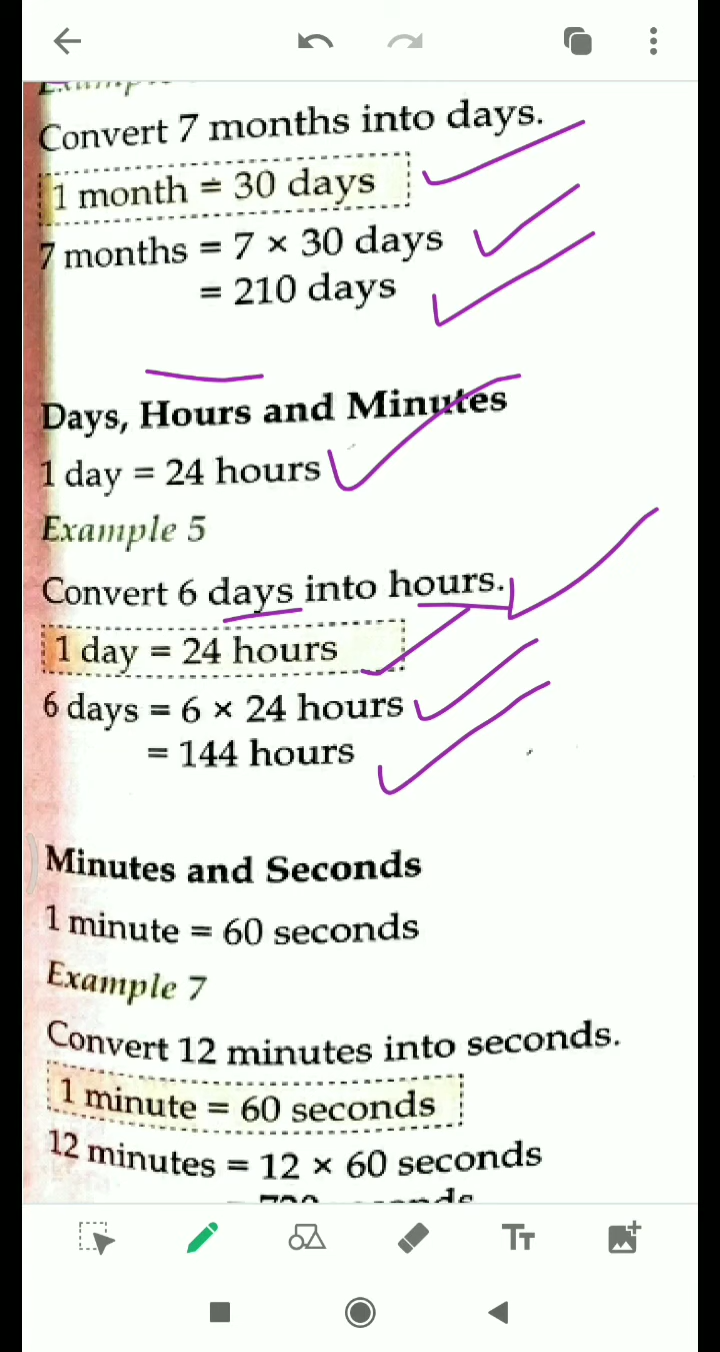 Convert 7 months into days.
1 month = 30 days
7 months = 7 × 30 days
= 210 days
Days, Hours and Minutes
1 day = 24 hours
Example 5
Convert 6 days into hours.
1 day = 24 hours
6 days = 6 × 24 hours
= 144 hours
Minutes and Seconds
1 minute = 60 seconds
Example 7
Convert 12 minutes into seconds.
1 minute = 60 seconds
12 minutes = 12 × 60 seconds
TT